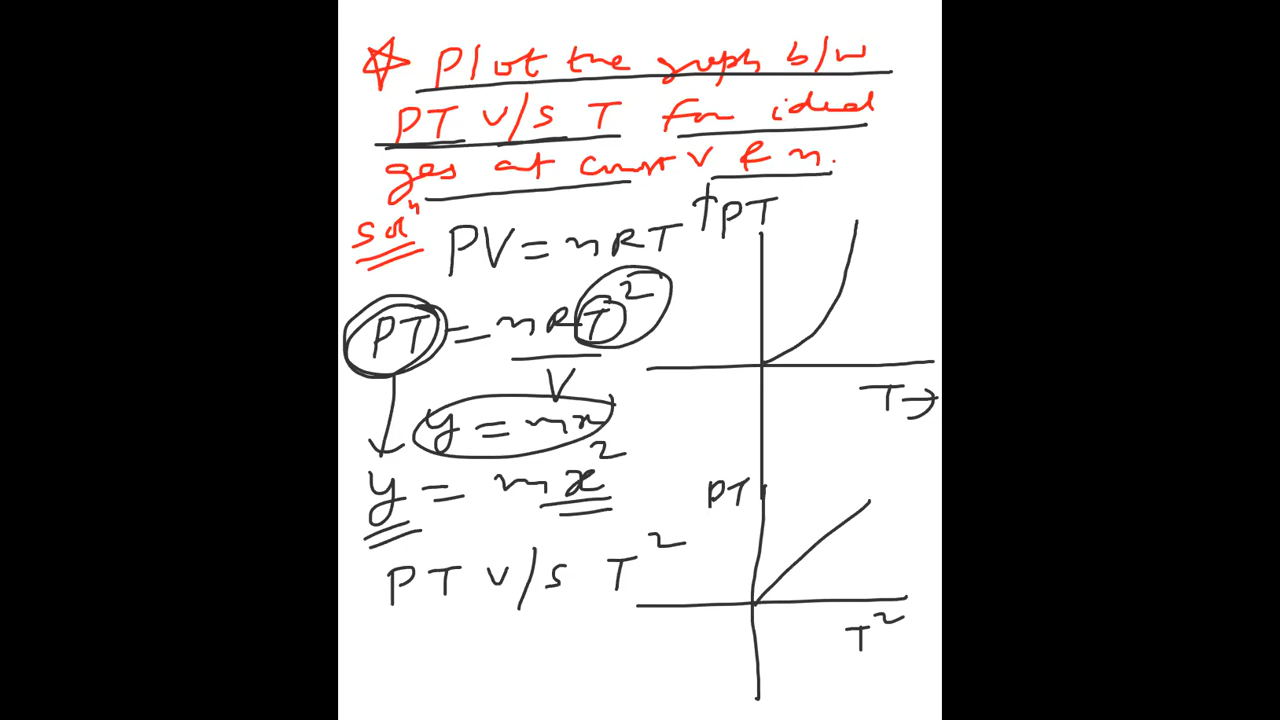 ☆ Plot the graph b/w
PT v/s T for ideal
gas at const V & n.
Solⁿ
PV = nRT
PT = nRT²
V
y = mx
y = mx²
PT v/s T²
↑PT
T→
PT
T²